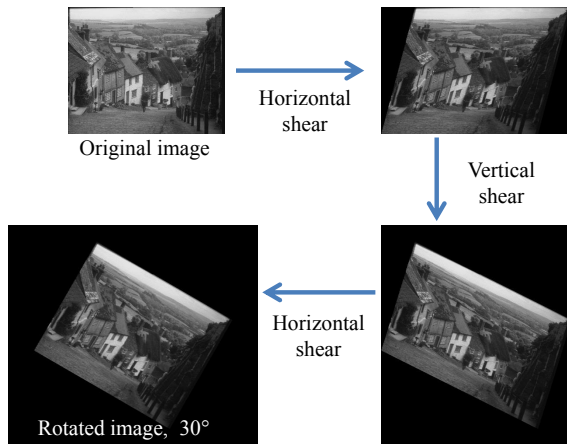 Original image
Horizontal
shear
Vertical
shear
Horizontal
shear
Rotated image, 30°